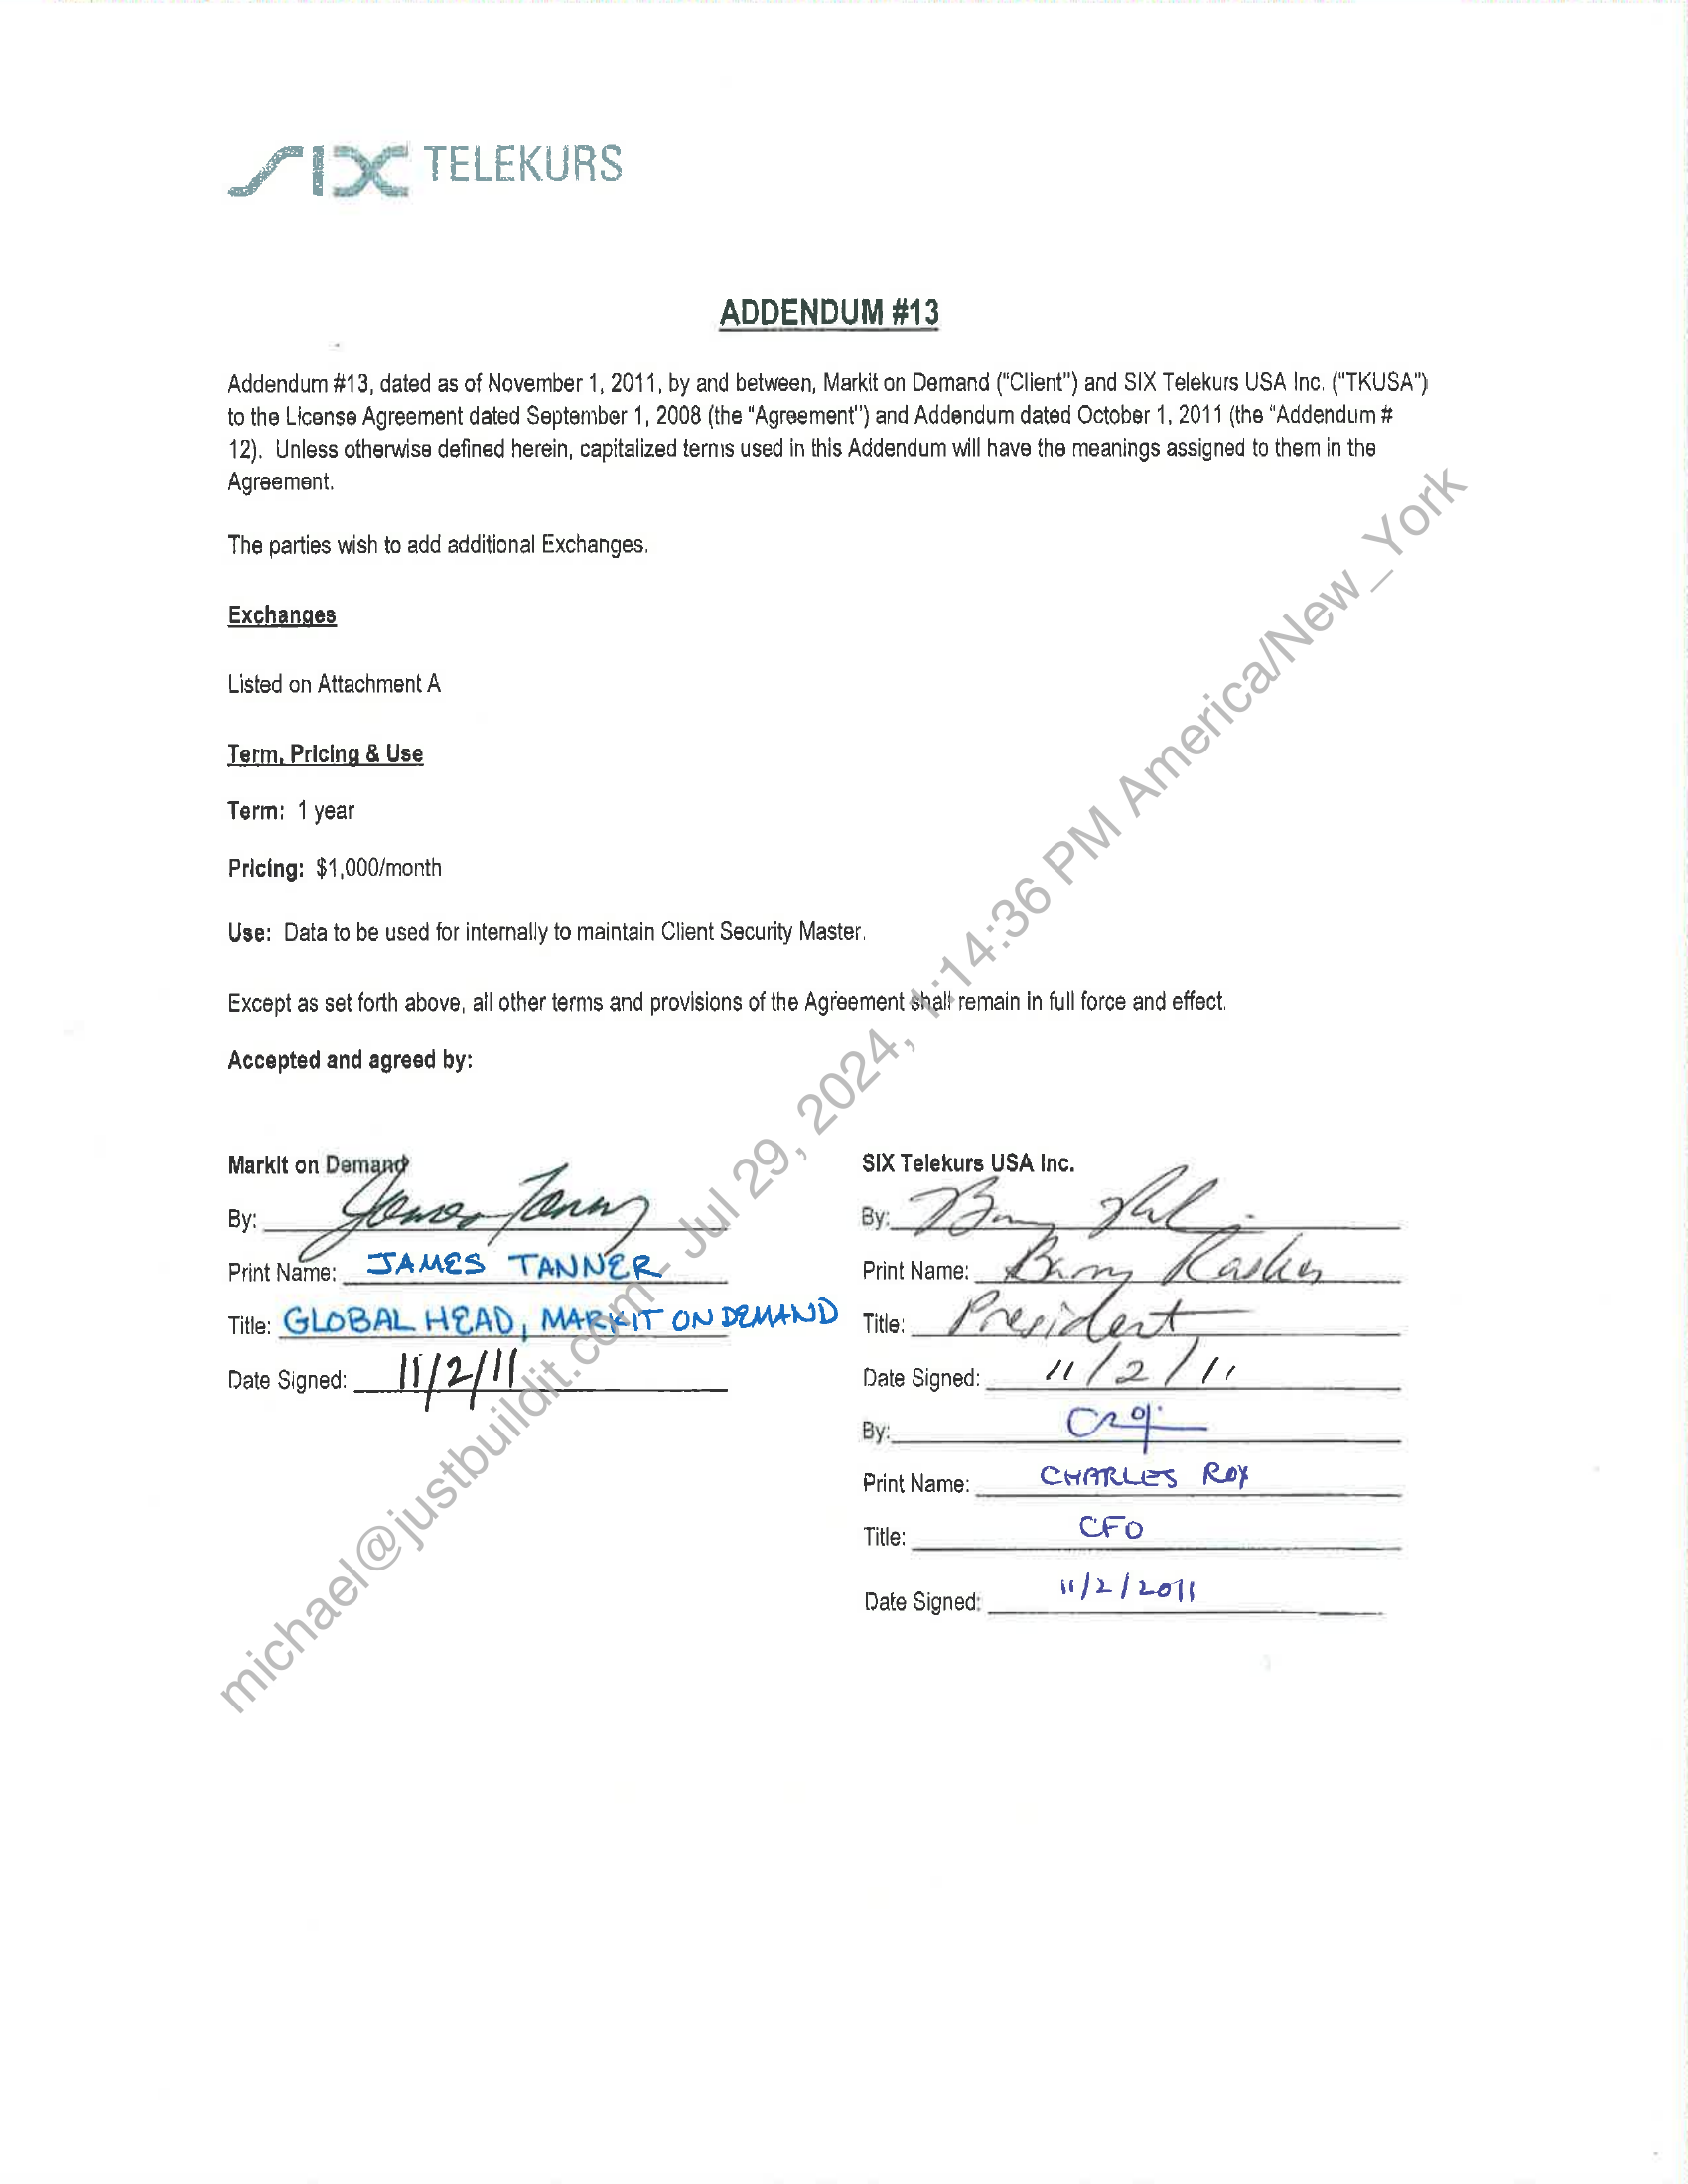 SIX TELEKURS
ADDENDUM #13
Addendum #13, dated as of November 1, 2011, by and between, Markit on Demand ("Client") and SIX Telekurs USA Inc. ("TKUSA")
to the License Agreement dated September 1, 2008 (the "Agreement") and Addendum dated October 1, 2011 (the "Addendum #
12). Unless otherwise defined herein, capitalized terms used in this Addendum will have the meanings assigned to them in the
Agreement.
The parties wish to add additional Exchanges.
Exchanges
Listed on Attachment A
Term, Pricing & Use
Term: 1 year
Pricing: $1,000/month
Use: Data to be used for internally to maintain Client Security Master.
Except as set forth above, all other terms and provisions of the Agreement shall remain in full force and effect.
Accepted and agreed by:
Markit on Demand
By: James Tanner
Print Name: JAMES TANNER
Title: GLOBAL HEAD, MARKIT ON DEMAND
Date Signed: 11/2/11
SIX Telekurs USA Inc.
By:
Print Name: Barry Raskin
Title: President
Date Signed: 11/2/11
By:
Print Name: CHARLES ROY
Title: CFO
Date Signed: 11/2/2011
michael@justbuildit.com - Jul 29, 2024, 1:14:36 PM America/New_York